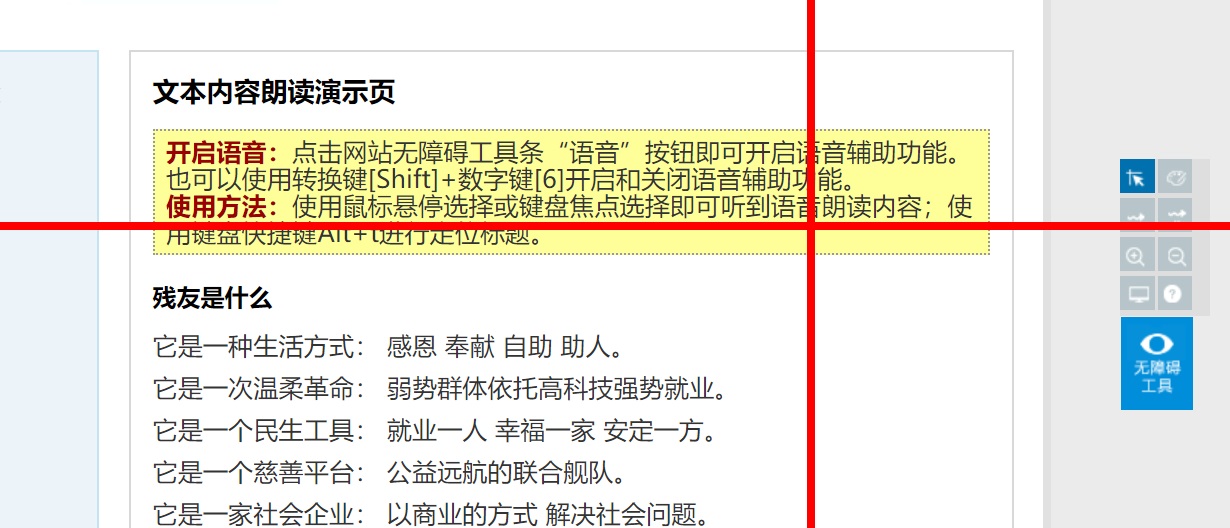 文本内容朗读演示页
开启语音：点击网站无障碍工具条“语音”按钮即可开启语音辅助功能。
也可以使用转换键[Shift]+数字键[6]开启和关闭语音辅助功能。
使用方法：使用鼠标悬停选择或键盘焦点选择即可听到语音朗读内容；使
用键盘快捷键Alt+t进行定位标题。
残友是什么
它是一种生活方式： 感恩 奉献 自助 助人。
它是一次温柔革命： 弱势群体依托高科技强势就业。
它是一个民生工具： 就业一人 幸福一家 安定一方。
它是一个慈善平台： 公益远航的联合舰队。
它是一家社会企业： 以商业的方式 解决社会问题。
无障碍
工具